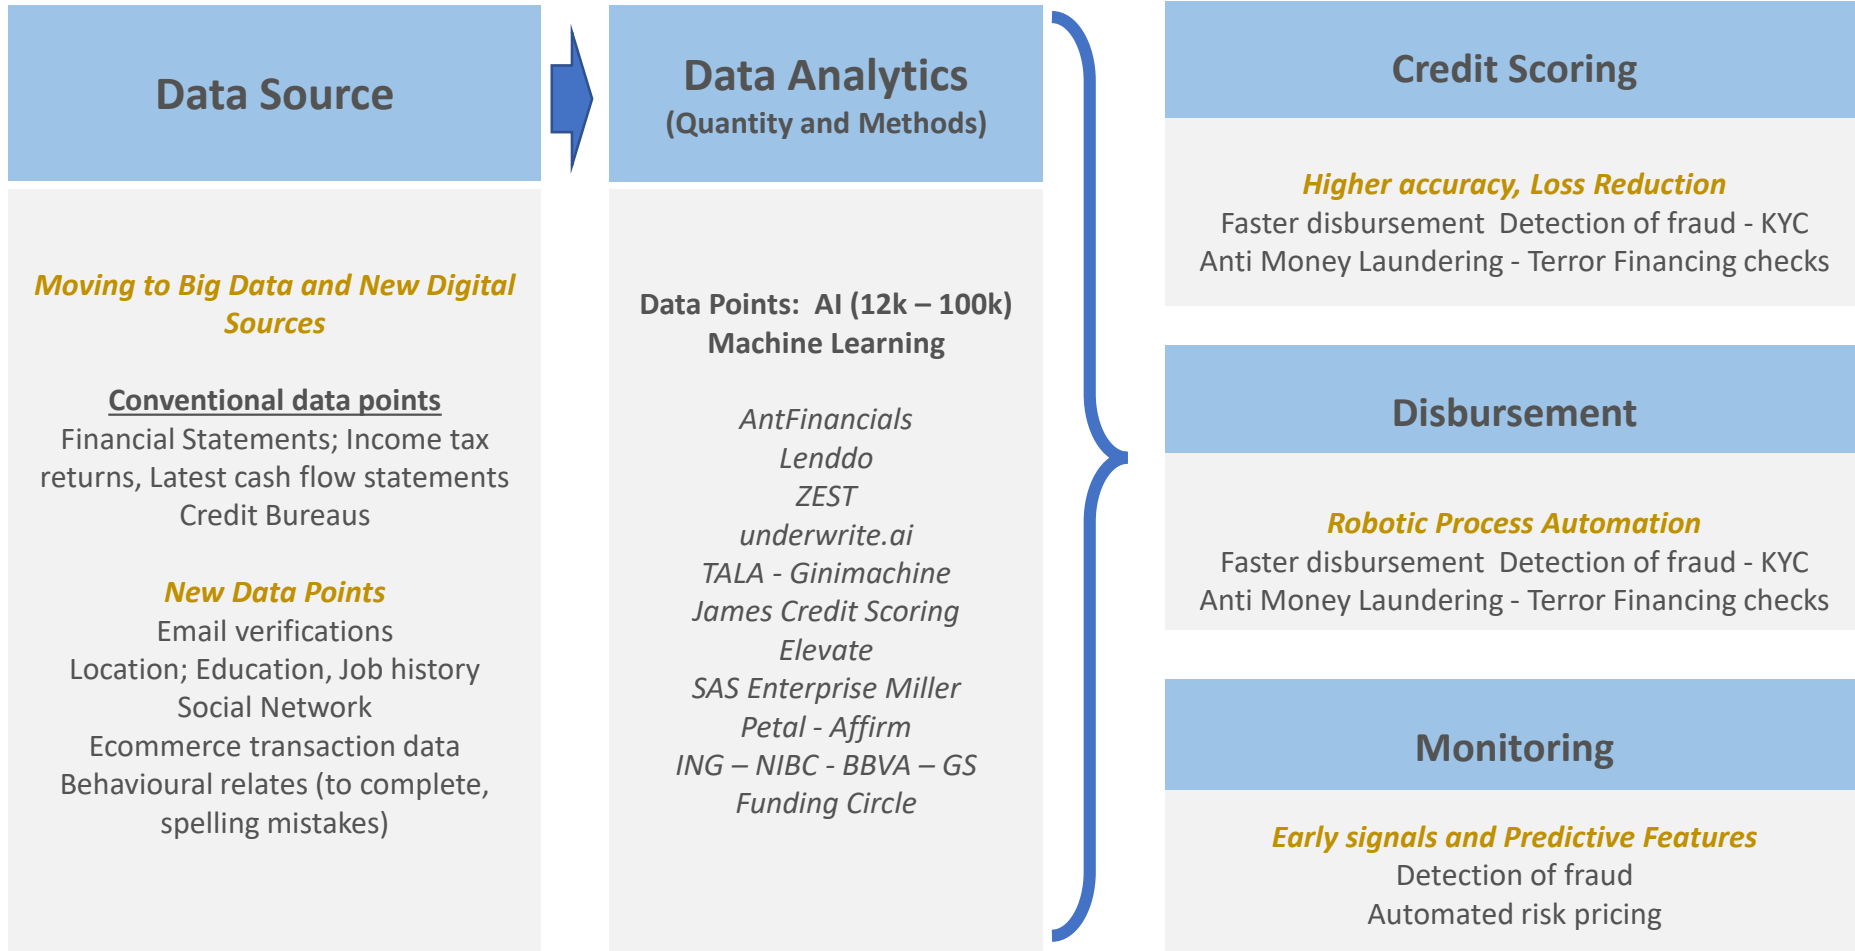 Data Source
Moving to Big Data and New Digital
Sources
Conventional data points
Financial Statements; Income tax
returns, Latest cash flow statements
Credit Bureaus
New Data Points
Email verifications
Location; Education, Job history
Social Network
Ecommerce transaction data
Behavioural relates (to complete,
spelling mistakes)
Data Analytics
(Quantity and Methods)
Data Points:  AI (12k – 100k)
Machine Learning
AntFinancials
Lenddo
ZEST
underwrite.ai
TALA - Ginimachine
James Credit Scoring
Elevate
SAS Enterprise Miller
Petal - Affirm
ING – NIBC - BBVA – GS
Funding Circle
Credit Scoring
Higher accuracy, Loss Reduction
Faster disbursement  Detection of fraud - KYC
Anti Money Laundering - Terror Financing checks
Disbursement
Robotic Process Automation
Faster disbursement  Detection of fraud - KYC
Anti Money Laundering - Terror Financing checks
Monitoring
Early signals and Predictive Features
Detection of fraud
Automated risk pricing